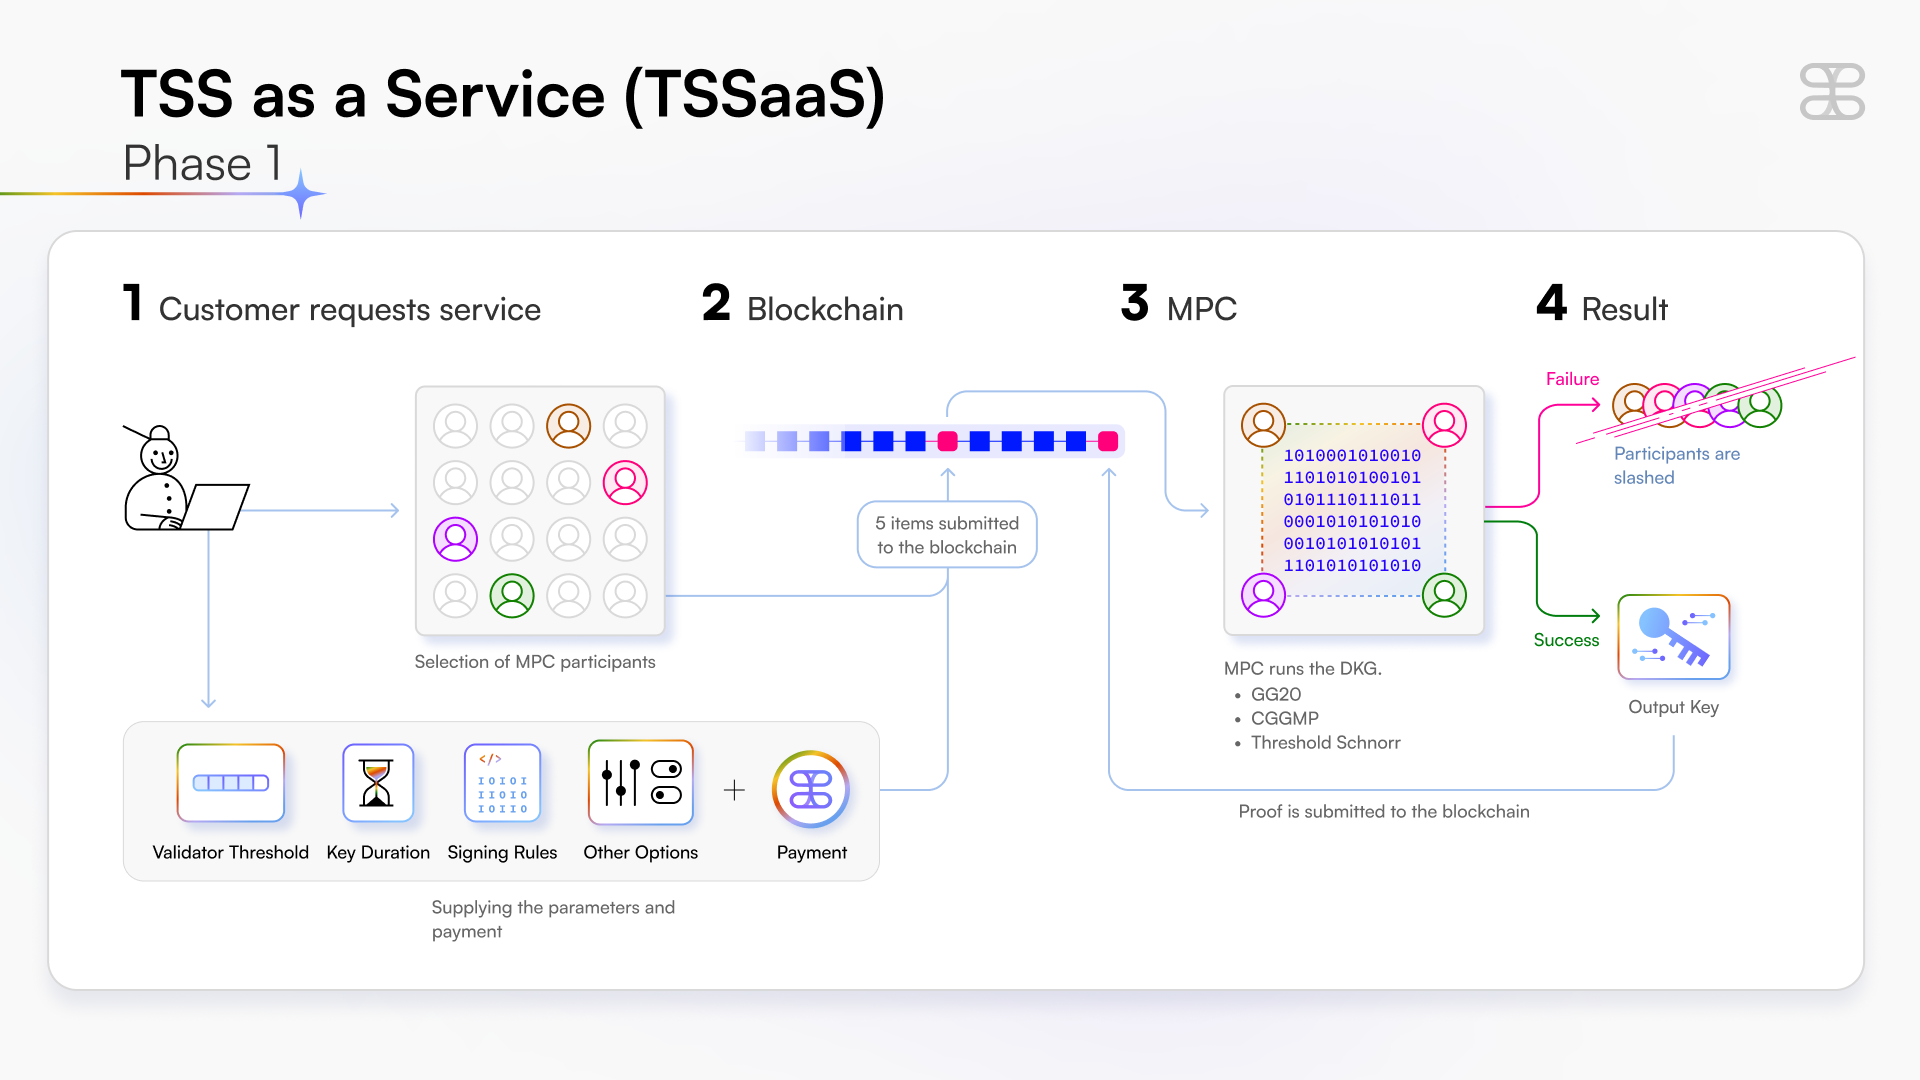 TSS as a Service (TSSaaS)
Phase 1
1 Customer requests service
2 Blockchain
3 MPC
4 Result
Selection of MPC participants
5 items submitted
to the blockchain
1010001010010
1101010100101
0101110111011
0001010101010
0010101010101
1101010101010
MPC runs the DKG.
• GG20
• CGGMP
• Threshold Schnorr
Failure
Participants are
slashed
Success
Output Key
Proof is submitted to the blockchain
</>
IOIOI
IIOIO
IOIIO
+
Validator Threshold
Key Duration
Signing Rules
Other Options
Payment
Supplying the parameters and
payment